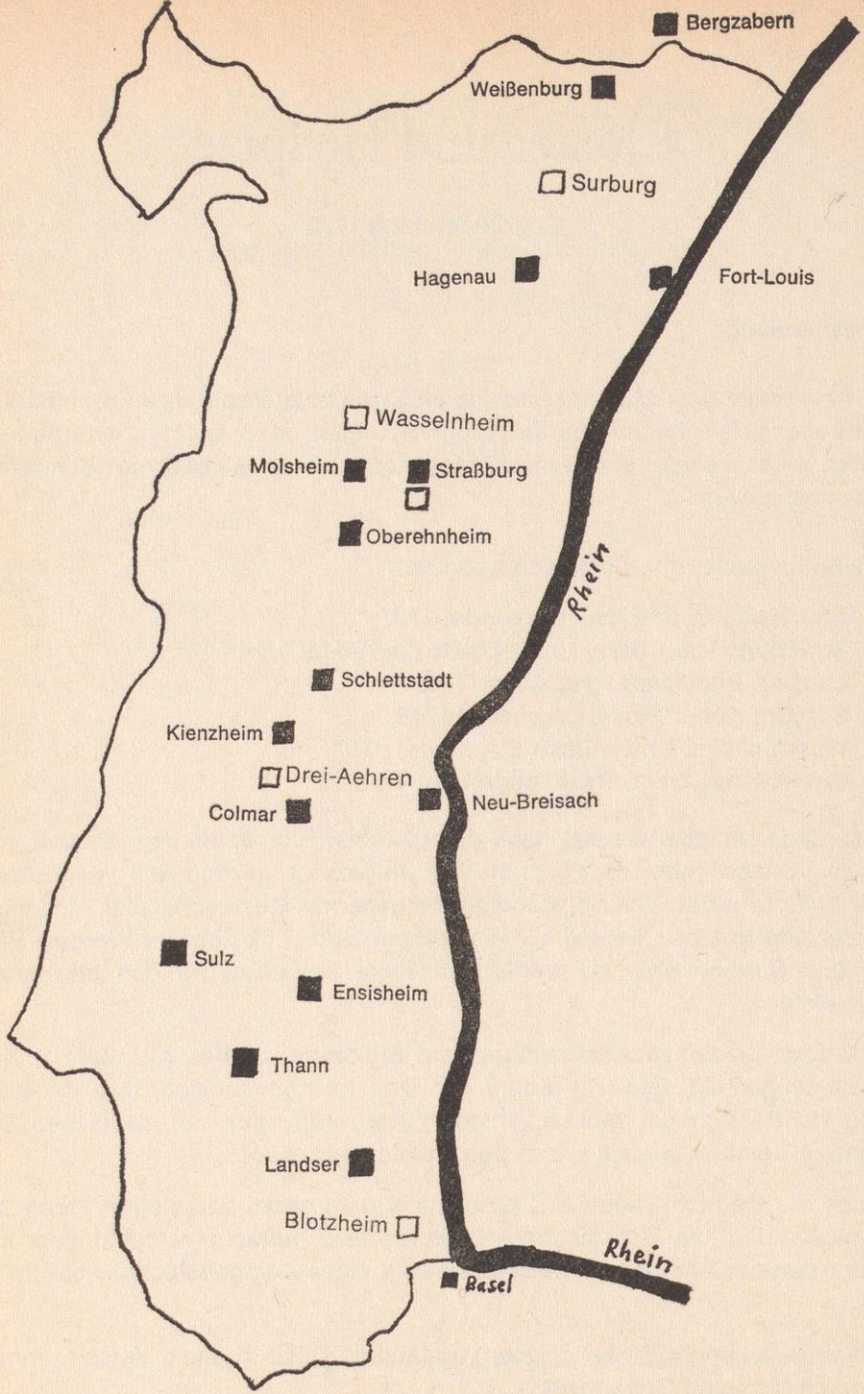 Bergzabern
Weißenburg
Surburg
Hagenau
Fort-Louis
Wasselnheim
Molsheim
Straßburg
Oberehnheim
Rhein
Schlettstadt
Kienzheim
Drei-Aehren
Neu-Breisach
Colmar
Sulz
Ensisheim
Thann
Landser
Blotzheim
Rhein
Basel